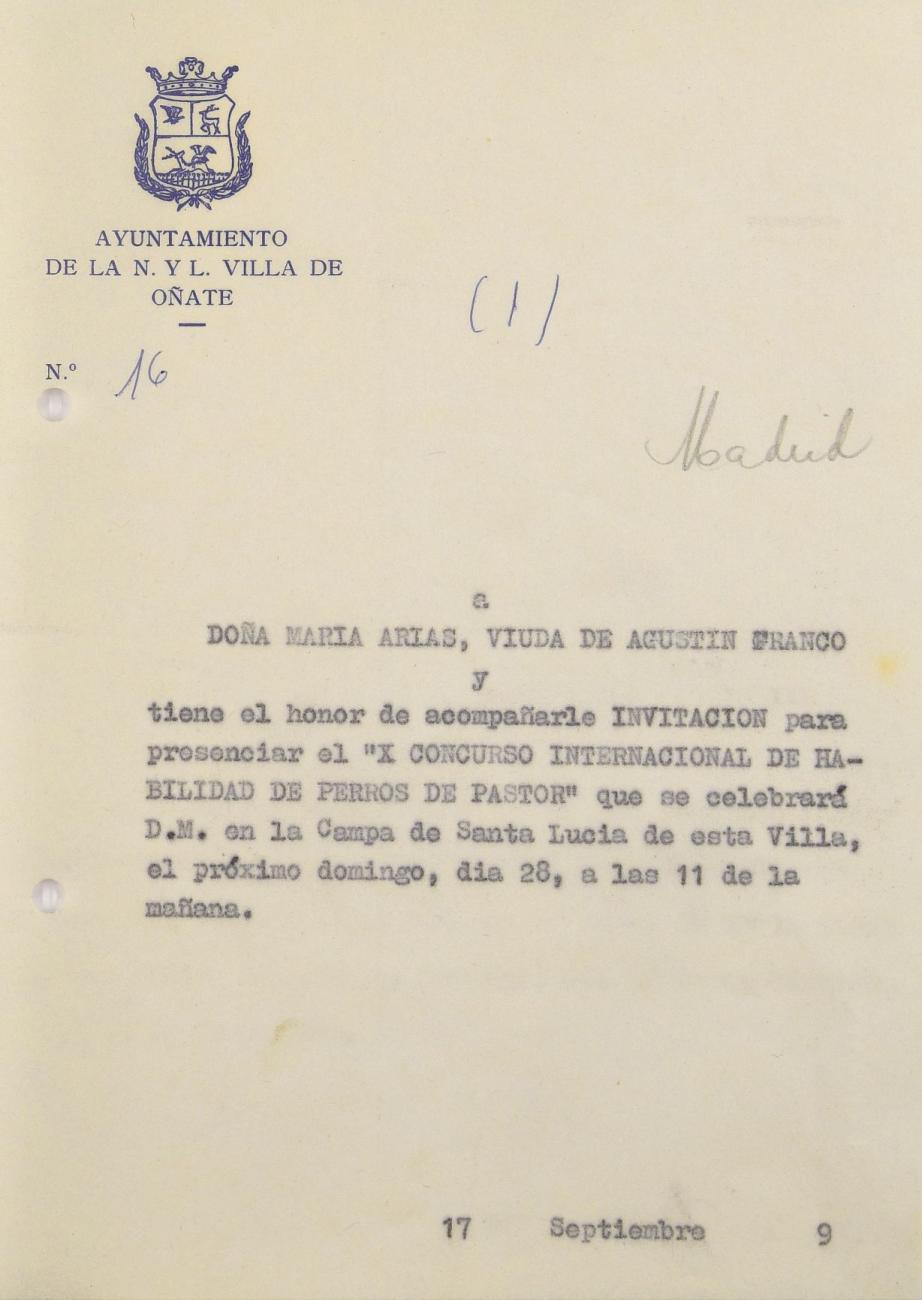 AYUNTAMIENTO
DE LA N. Y L. VILLA DE
OÑATE
(1)
N.º 16
Madrid
a
DOÑA MARIA ARIAS, VIUDA DE AGUSTIN FRANCO
y
tiene el honor de acompañarle INVITACION para
presenciar el "X CONCURSO INTERNACIONAL DE HA-
BILIDAD DE PERROS DE PASTOR" que se celebrará
D.M. en la Campa de Santa Lucia de esta Villa,
el próximo domingo, dia 28, a las 11 de la
mañana.
17 Septiembre 9